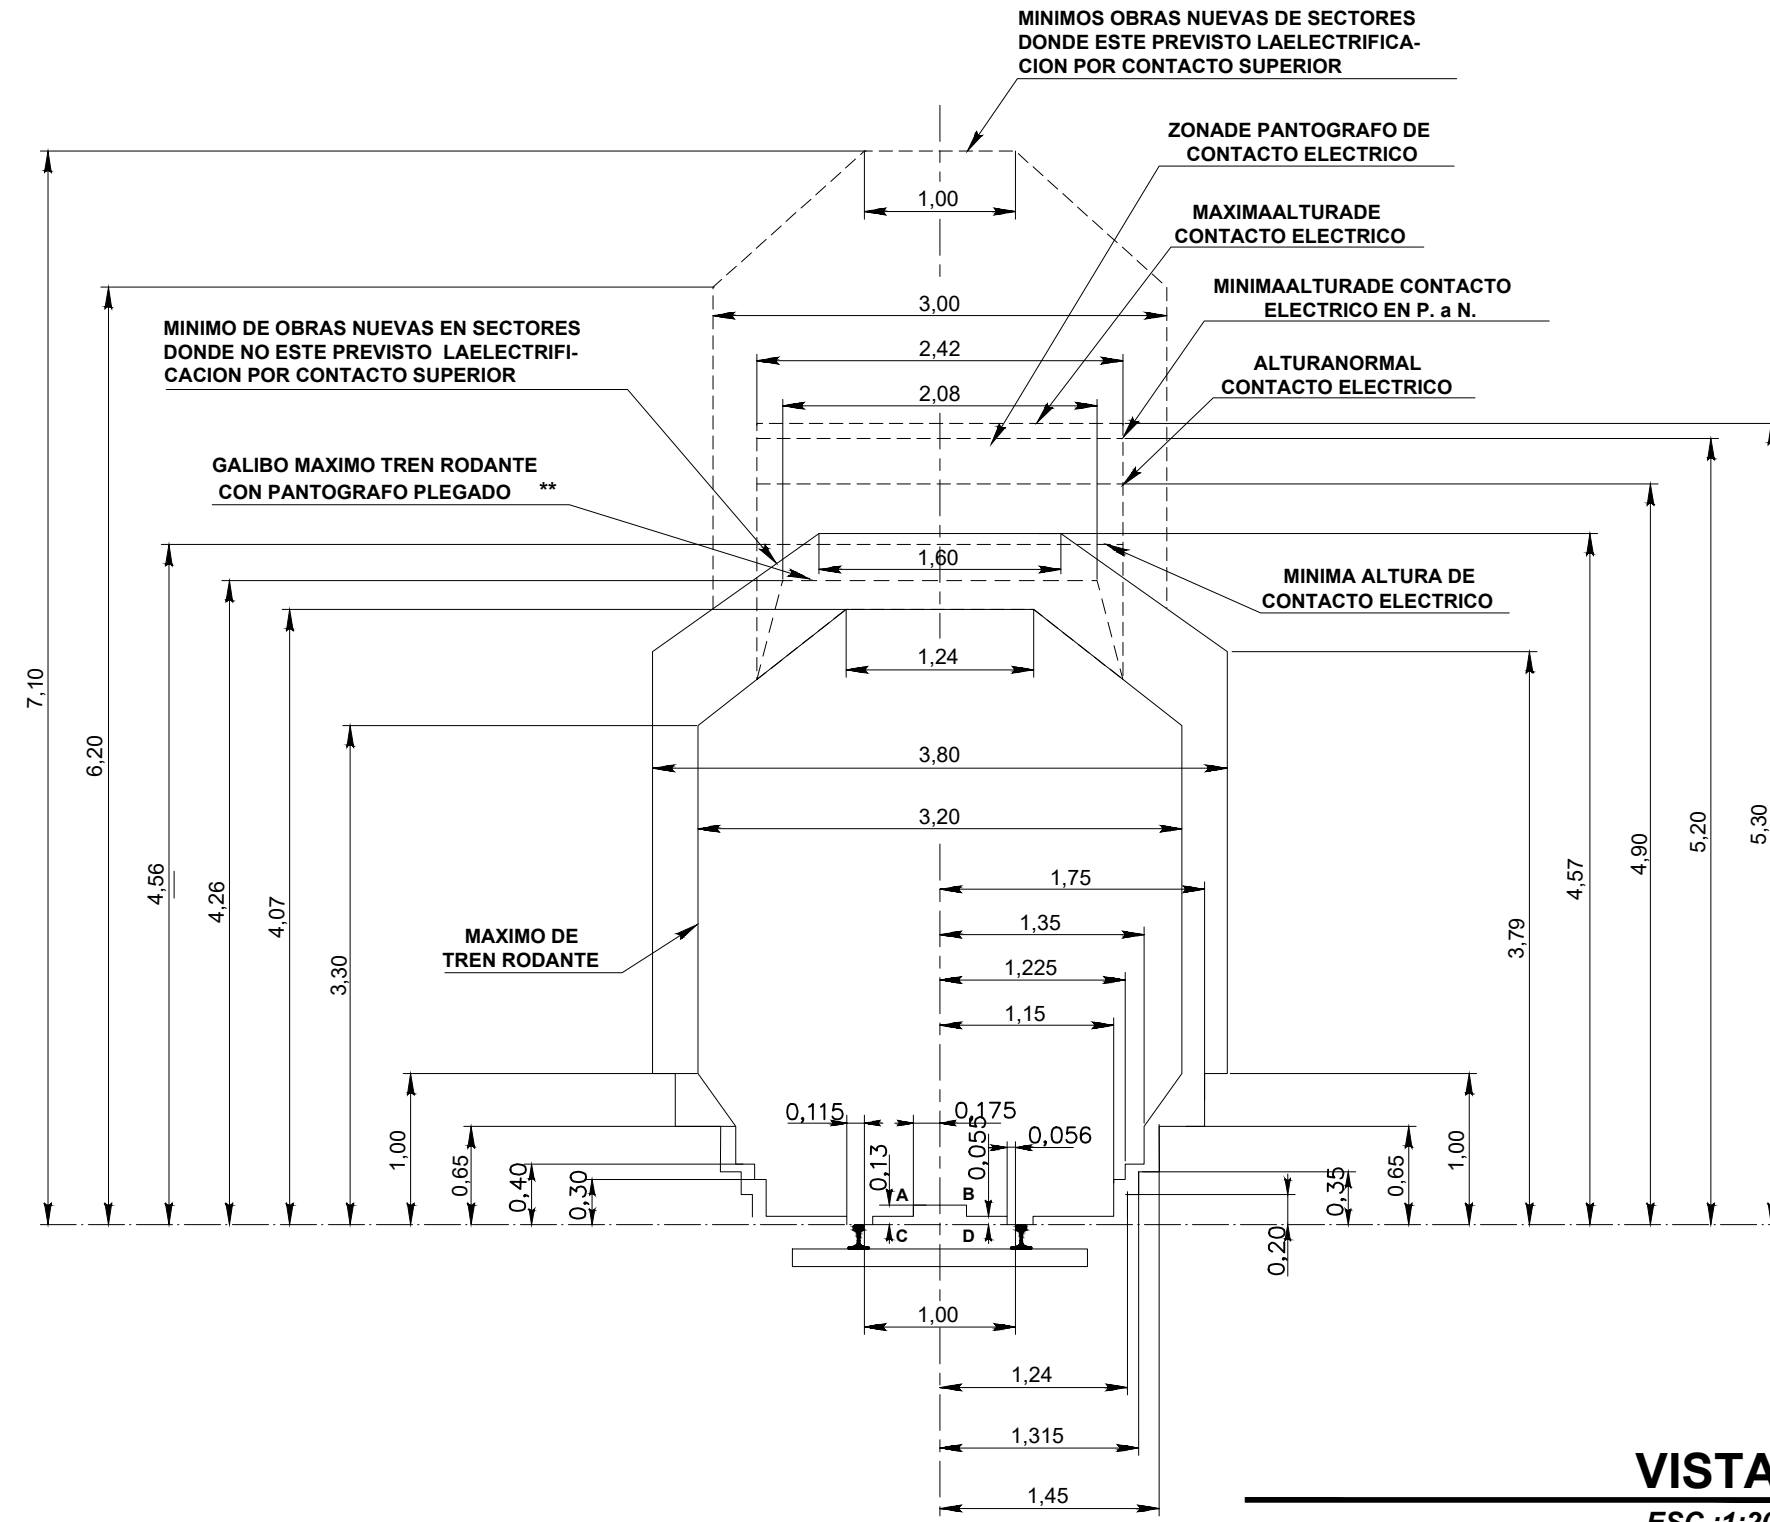 MINIMOS OBRAS NUEVAS DE SECTORES
DONDE ESTE PREVISTO LAELECTRIFICA-
CION POR CONTACTO SUPERIOR
ZONADE PANTOGRAFO DE
CONTACTO ELECTRICO
1,00
MAXIMAALTURADE
CONTACTO ELECTRICO
MINIMAALTURADE CONTACTO
ELECTRICO EN P. a N.
3,00
MINIMO DE OBRAS NUEVAS EN SECTORES
DONDE NO ESTE PREVISTO LAELECTRIFI-
CACION POR CONTACTO SUPERIOR
2,42
ALTURANORMAL
CONTACTO ELECTRICO
2,08
GALIBO MAXIMO TREN RODANTE
CON PANTOGRAFO PLEGADO **
1,60
MINIMA ALTURA DE
CONTACTO ELECTRICO
1,24
7,10
6,20
4,56
4,26
4,07
3,30
3,80
3,20
1,75
1,35
1,225
1,15
MAXIMO DE
TREN RODANTE
3,79
4,57
4,90
5,20
5,30
1,00
0,65
0,40
0,30
0,115
0,13
0,175
0,055
0,056
A B
C D
0,20
0,35
0,65
1,00
1,00
1,24
1,315
1,45
VISTA